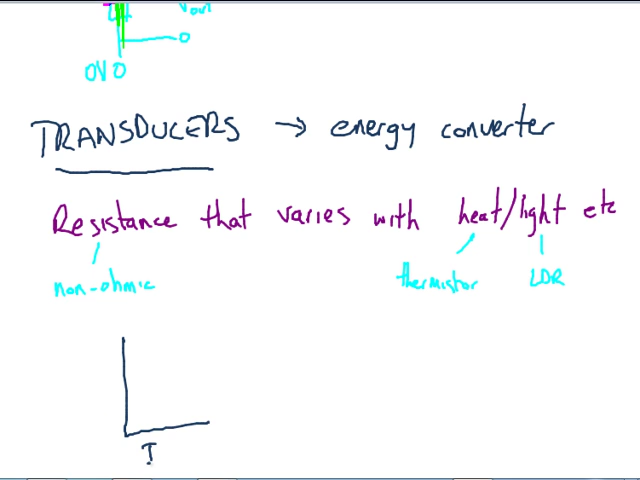 Vout
0V
TRANSDUCERS → energy converter
Resistance that varies with heat/light etc
non-ohmic thermistor LDR
T